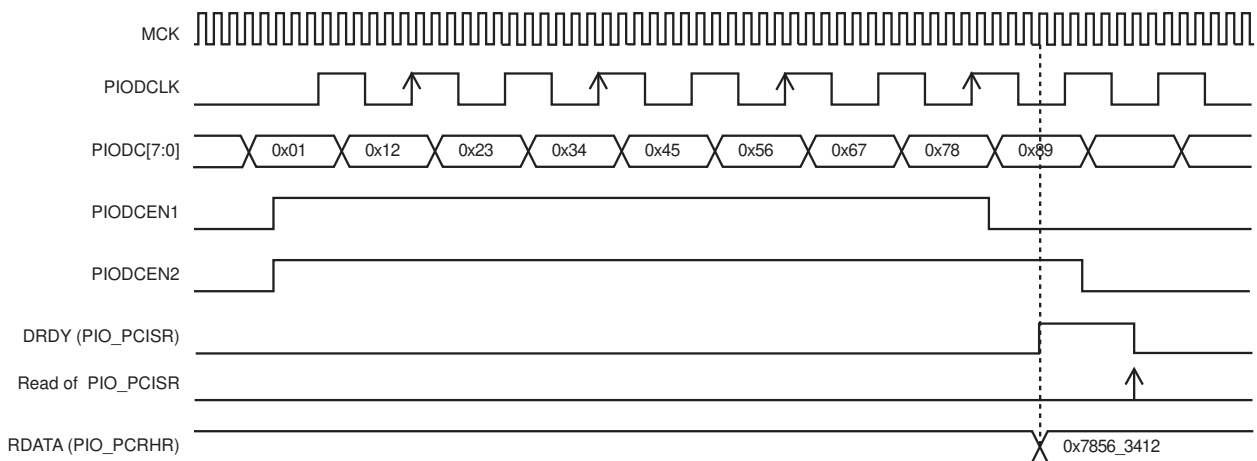 MCK
PIODCLK
PIODC[7:0] 0x01 0x12 0x23 0x34 0x45 0x56 0x67 0x78 0x89
PIODCEN1
PIODCEN2
DRDY (PIO_PCISR)
Read of PIO_PCISR
RDATA (PIO_PCRHR) 0x7856_3412